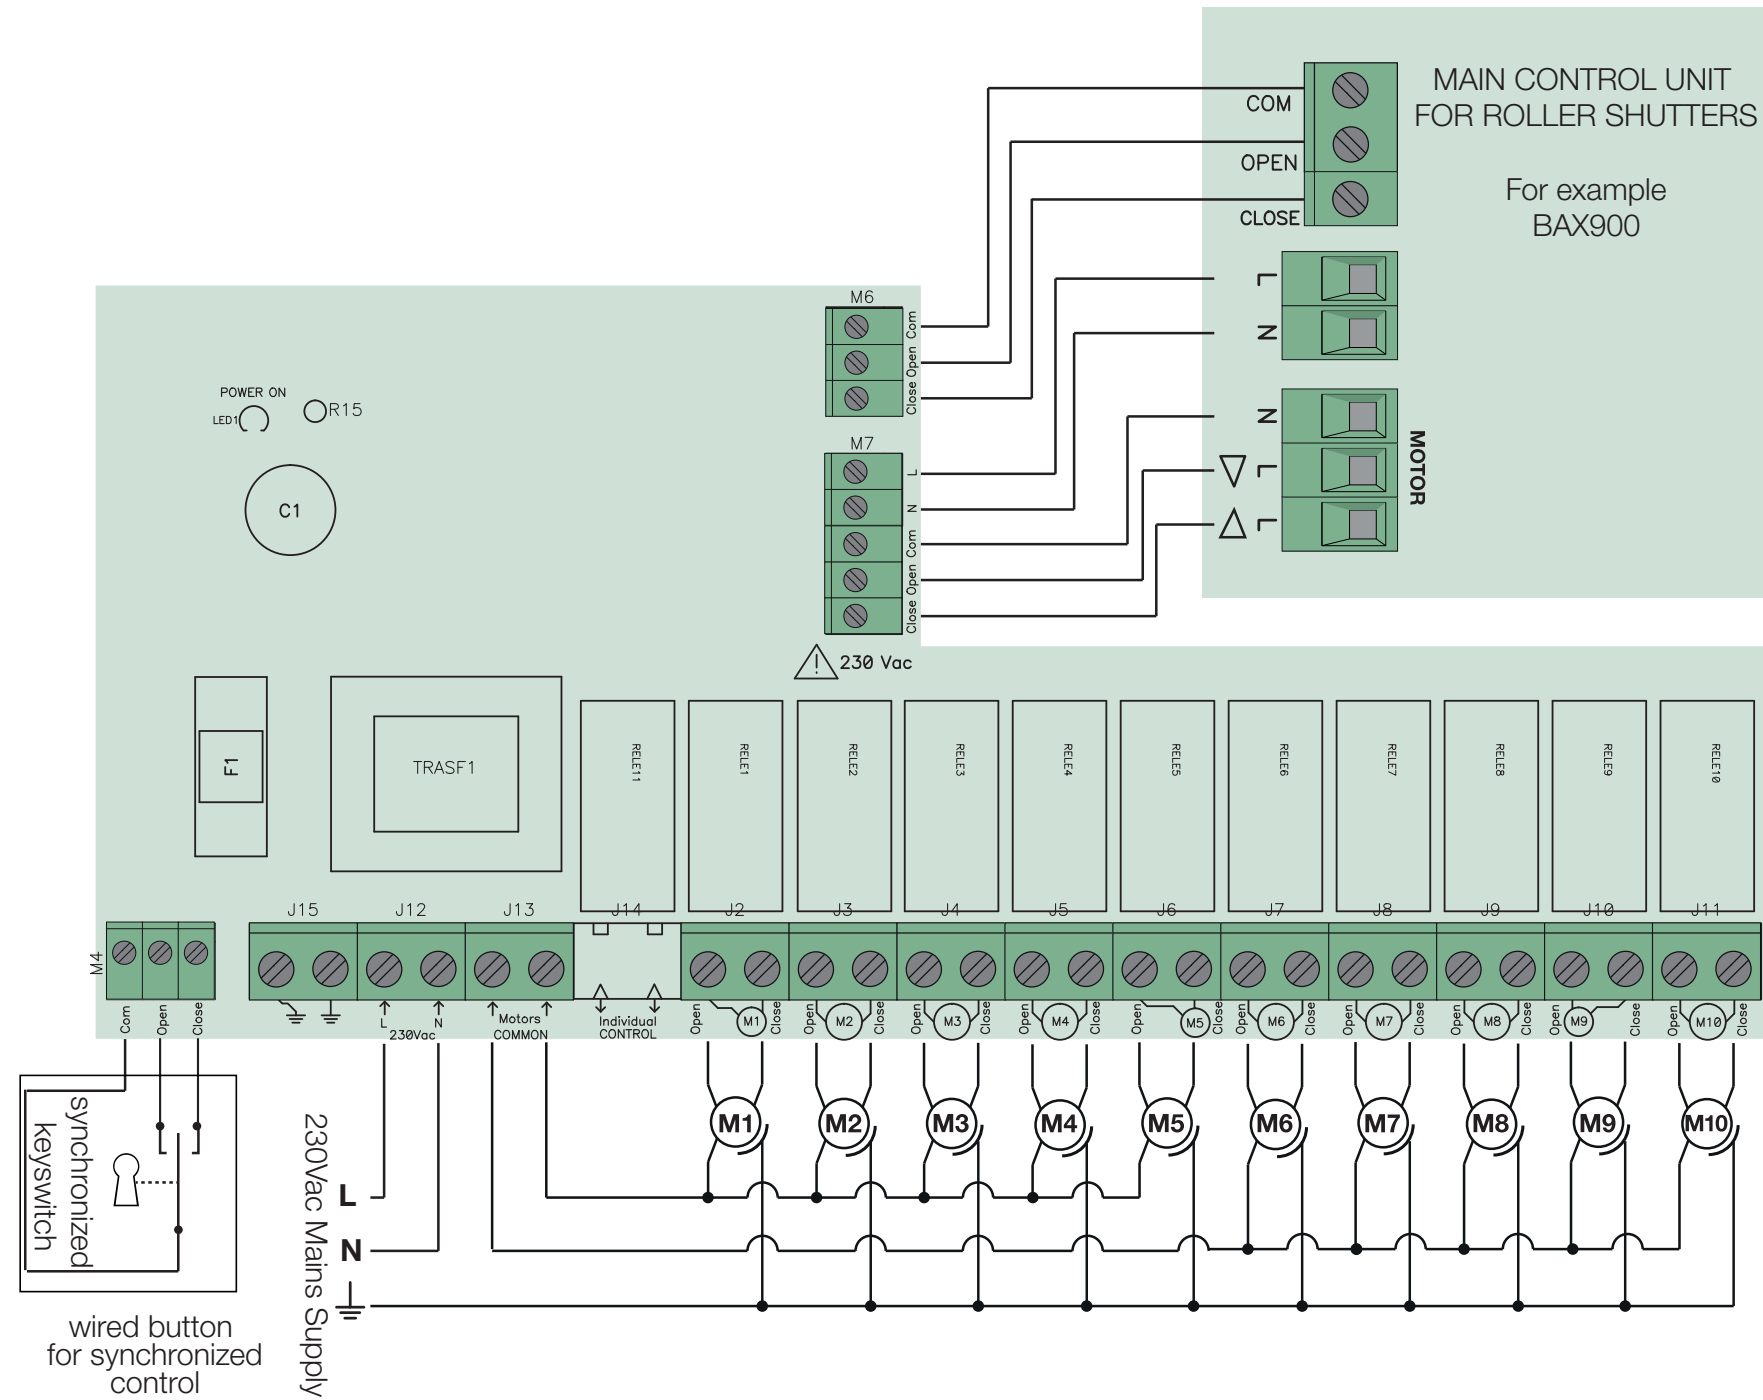 MAIN CONTROL UNIT
FOR ROLLER SHUTTERS
For example
BAX900
COM
OPEN
CLOSE
L
N
N
L
L
MOTOR
M6
Com
Open
Close
M7
L
N
Com
Open
Close
230 Vac
POWER ON
LED1
R15
C1
F1
TRASF1
RELE11
RELE1
RELE2
RELE3
RELE4
RELE5
RELE6
RELE7
RELE8
RELE9
RELE10
M4
J15
J12
J13
J14
J2
J3
J4
J5
J6
J7
J8
J9
J10
J11
Com
Open
Close
L
N
230Vac
Motors
COMMON
Individual
CONTROL
Open
M1
Close
Open
M2
Close
Open
M3
Close
Open
M4
Close
Open
M5
Close
Open
M6
Close
Open
M7
Close
Open
M8
Close
Open
M9
Close
Open
M10
Close
M1
M2
M3
M4
M5
M6
M7
M8
M9
M10
synchronized
keyswitch
230Vac Mains Supply
L
N
wired button
for synchronized
control